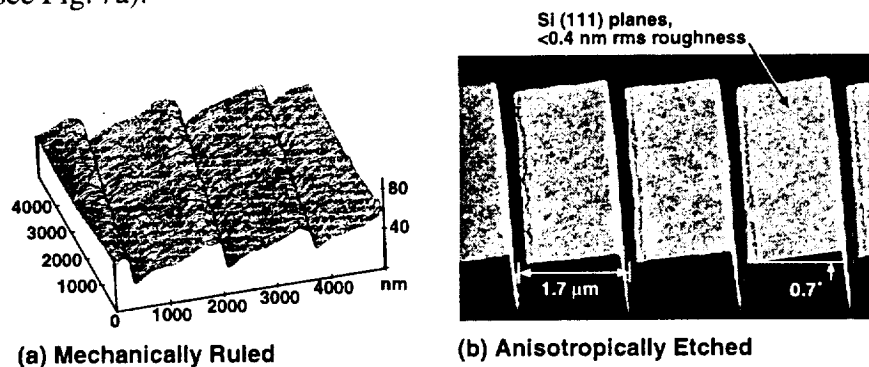 see Fig. 7a).
Si (111) planes,
<0.4 nm rms roughness
80
40
4000
3000
2000
1000
0
1000
2000
3000
4000
nm
1.7 μm
0.7°
(a) Mechanically Ruled
(b) Anisotropically Etched